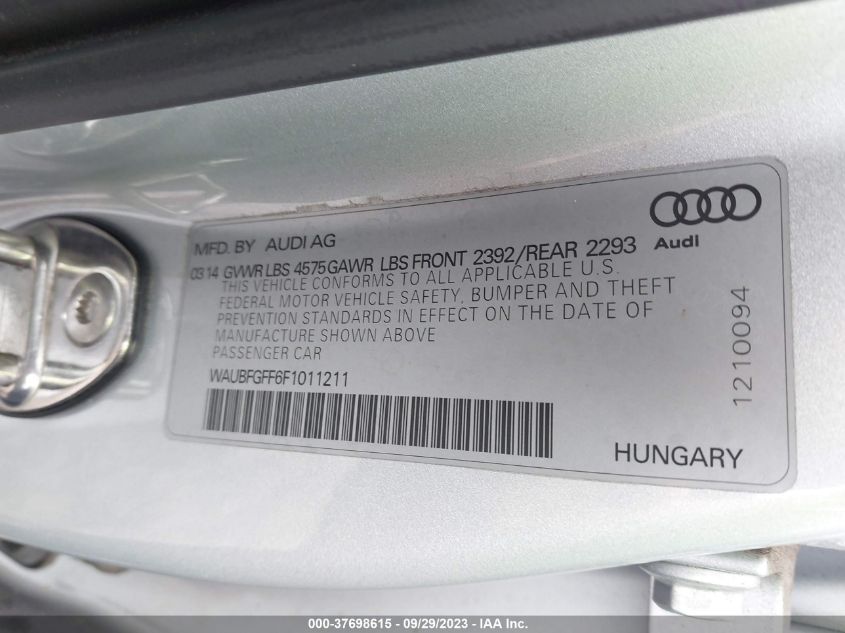 MFD. BY AUDI AG
Audi
03 14 GVWR LBS 4575 GAWR LBS FRONT 2392/REAR 2293
THIS VEHICLE CONFORMS TO ALL APPLICABLE U.S.
FEDERAL MOTOR VEHICLE SAFETY, BUMPER AND THEFT
PREVENTION STANDARDS IN EFFECT ON THE DATE OF
MANUFACTURE SHOWN ABOVE
PASSENGER CAR
WAUBFGFF6F1011211
1210094
HUNGARY
000-37698615 - 09/29/2023 - IAA Inc.